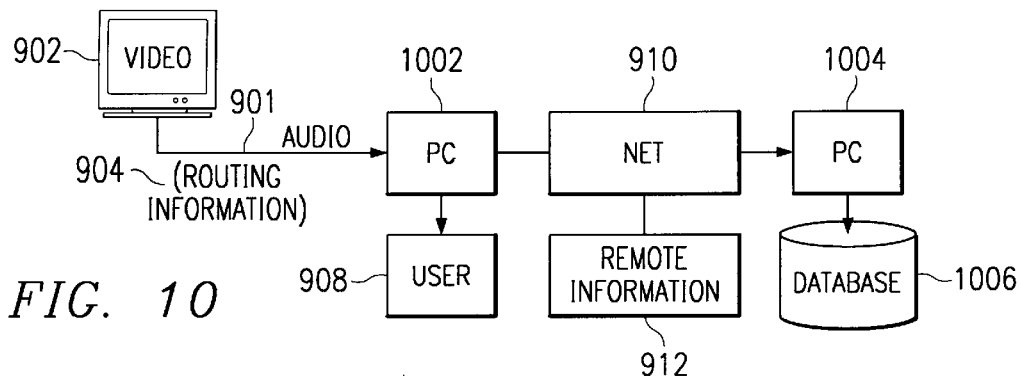 902
VIDEO
901
AUDIO
904
(ROUTING
INFORMATION)
1002
PC
910
NET
1004
PC
908
USER
REMOTE
INFORMATION
912
DATABASE
1006
FIG. 10